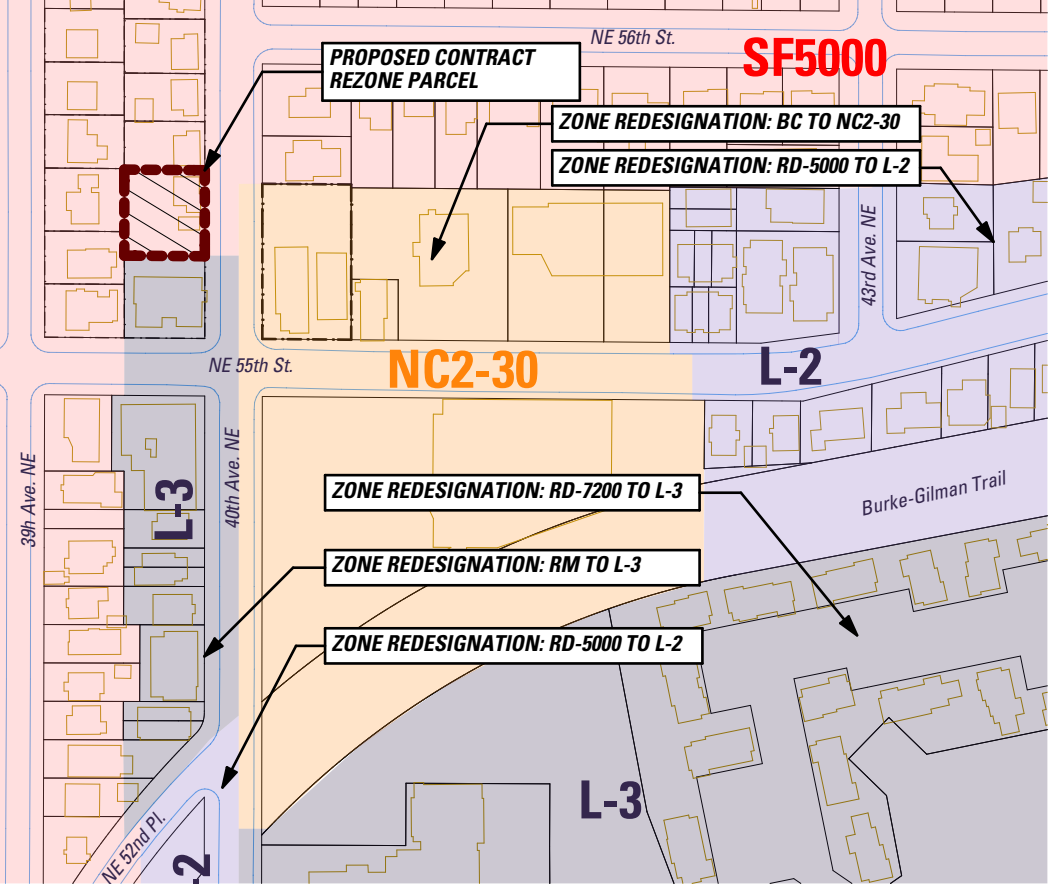 NE 56th St.
SF5000
PROPOSED CONTRACT
REZONE PARCEL
ZONE REDESIGNATION: BC TO NC2-30
ZONE REDESIGNATION: RD-5000 TO L-2
43rd Ave. NE
NE 55th St.
NC2-30
L-2
39h Ave. NE
L-3
40th Ave. NE
ZONE REDESIGNATION: RD-7200 TO L-3
Burke-Gilman Trail
ZONE REDESIGNATION: RM TO L-3
ZONE REDESIGNATION: RD-5000 TO L-2
L-3
NE 52nd Pl.
-2